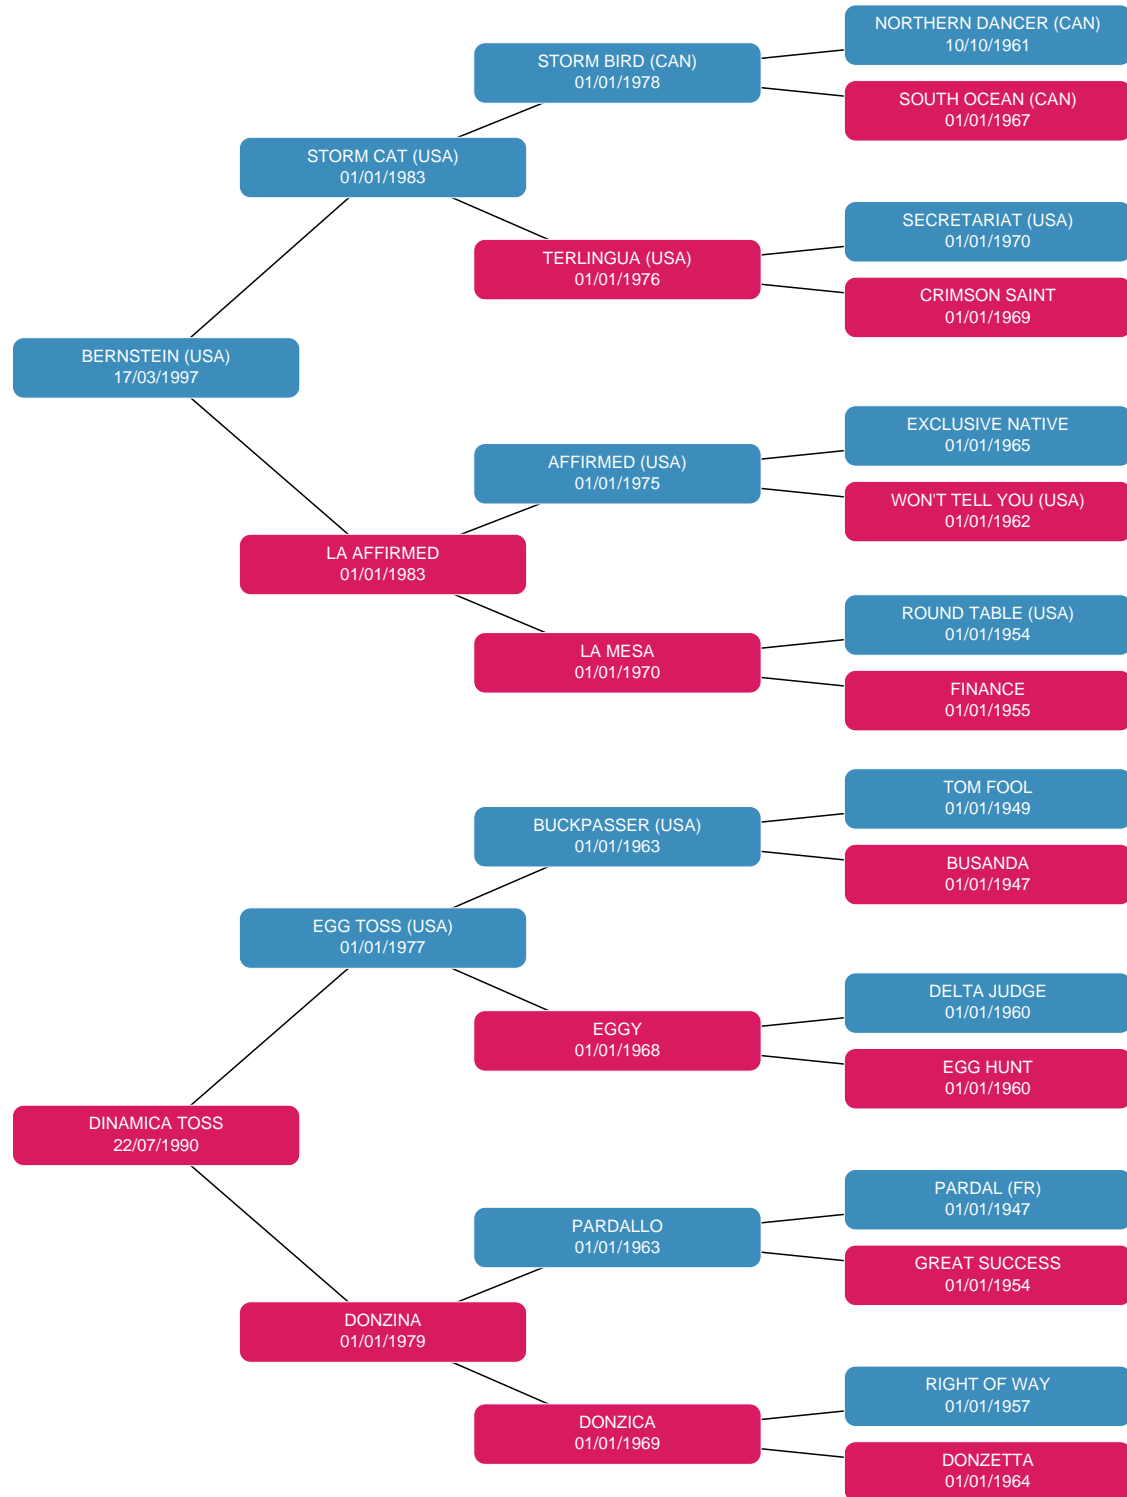 NORTHERN DANCER (CAN)
10/10/1961
STORM BIRD (CAN)
01/01/1978
SOUTH OCEAN (CAN)
01/01/1967
STORM CAT (USA)
01/01/1983
SECRETARIAT (USA)
01/01/1970
TERLINGUA (USA)
01/01/1976
CRIMSON SAINT
01/01/1969
BERNSTEIN (USA)
17/03/1997
EXCLUSIVE NATIVE
01/01/1965
AFFIRMED (USA)
01/01/1975
WON'T TELL YOU (USA)
01/01/1962
LA AFFIRMED
01/01/1983
ROUND TABLE (USA)
01/01/1954
LA MESA
01/01/1970
FINANCE
01/01/1955
TOM FOOL
01/01/1949
BUCKPASSER (USA)
01/01/1963
BUSANDA
01/01/1947
EGG TOSS (USA)
01/01/1977
DELTA JUDGE
01/01/1960
EGGY
01/01/1968
EGG HUNT
01/01/1960
DINAMICA TOSS
22/07/1990
PARDAL (FR)
01/01/1947
PARDALLO
01/01/1963
GREAT SUCCESS
01/01/1954
DONZINA
01/01/1979
RIGHT OF WAY
01/01/1957
DONZICA
01/01/1969
DONZETTA
01/01/1964